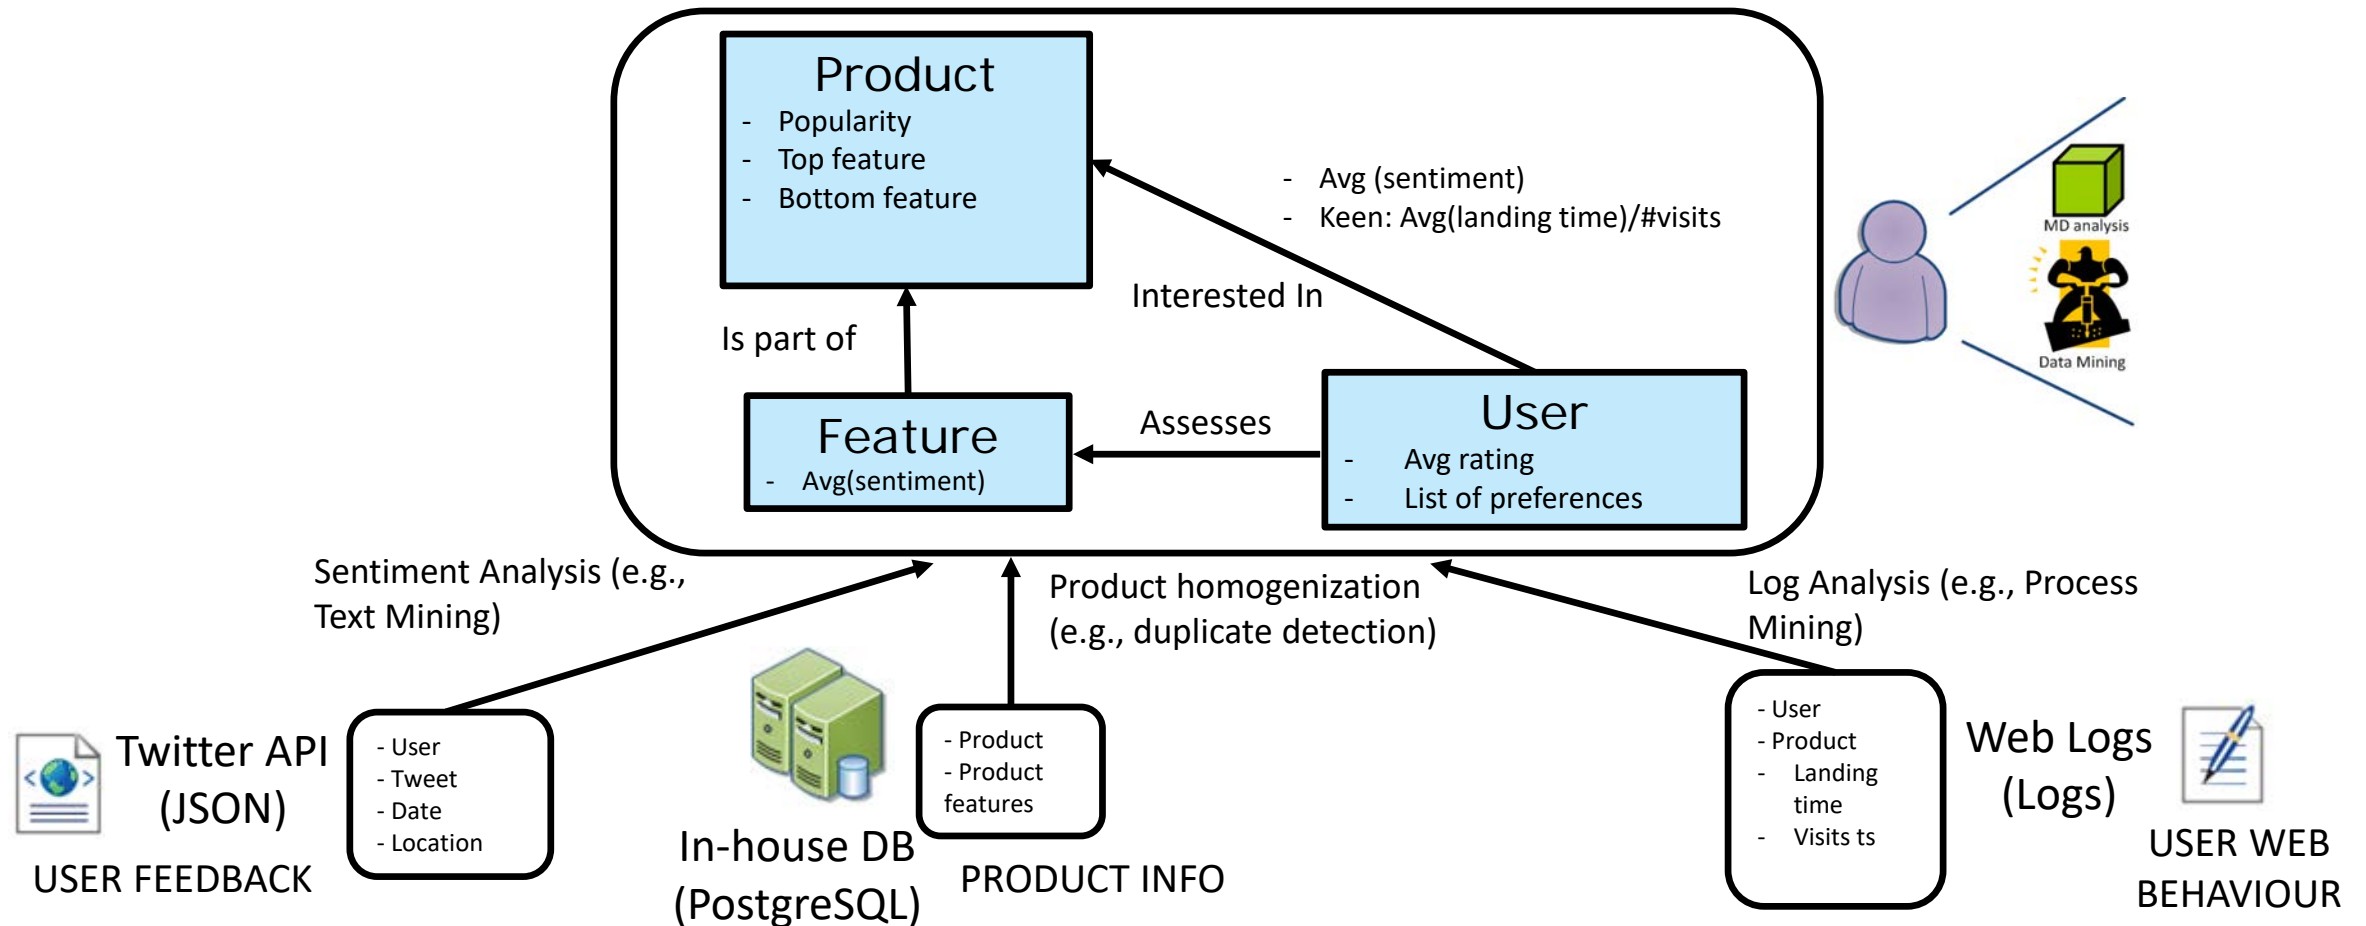 Product
- Popularity
- Top feature
- Bottom feature
- Avg (sentiment)
- Keen: Avg(landing time)/#visits
MD analysis
Data Mining
Interested In
Is part of
Feature
- Avg(sentiment)
Assesses
User
- Avg rating
- List of preferences
Sentiment Analysis (e.g.,
Text Mining)
Product homogenization
(e.g., duplicate detection)
Log Analysis (e.g., Process
Mining)
Twitter API
(JSON)
USER FEEDBACK
- User
- Tweet
- Date
- Location
In-house DB
(PostgreSQL)
- Product
- Product
features
PRODUCT INFO
- User
- Product
- Landing
time
- Visits ts
Web Logs
(Logs)
USER WEB
BEHAVIOUR